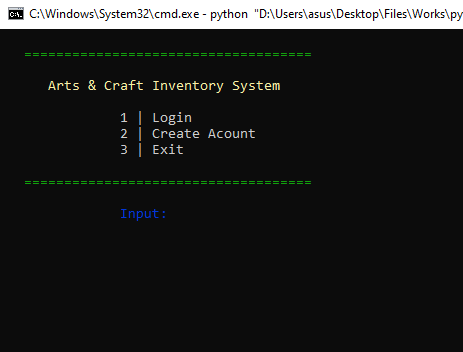 C:\Windows\System32\cmd.exe - python "D:\Users\asus\Desktop\Files\Works\py
====================================
Arts & Craft Inventory System
1 | Login
2 | Create Acount
3 | Exit
====================================
Input: